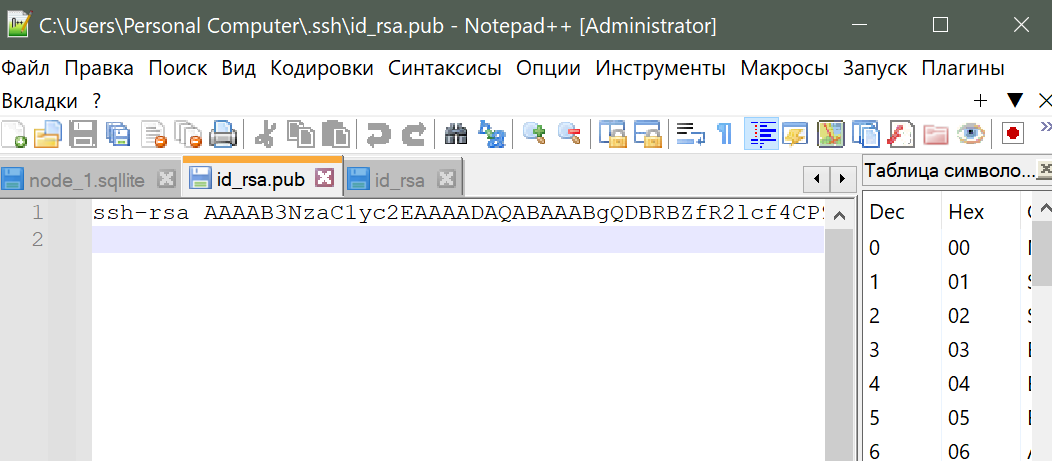 C:\Users\Personal Computer\.ssh\id_rsa.pub - Notepad++ [Administrator]
Файл Правка Поиск Вид Кодировки Синтаксисы Опции Инструменты Макросы Запуск Плагины
Вкладки ?
node_1.sqllite id_rsa.pub id_rsa
Таблица символо...
1 ssh-rsa AAAAB3NzaC1yc2EAAAADAQABAAABgQDBRBZfR2lcf4CP
2
Dec Hex
0 00
1 01
2 02
3 03
4 04
5 05
6 06